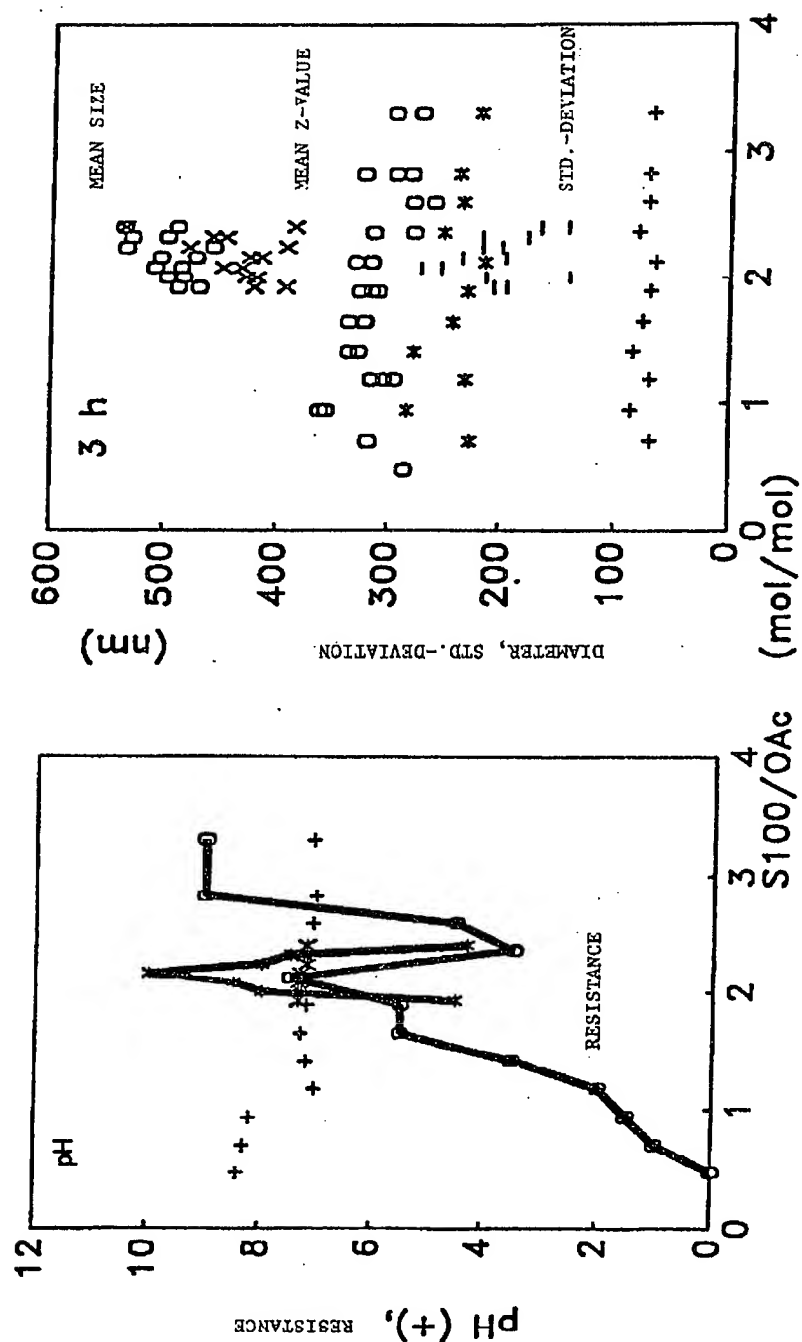 3 h
MEAN SIZE
MEAN Z-VALUE
STD.-DEVIATION
600
500
400
300
200
100
0
(nm)
DIAMETER, STD.-DEVIATION
0
1
2
3
4
(mol/mol)
pH
RESISTANCE
12
10
8
6
4
2
0
pH (+),
RESISTANCE
0
1
2
3
4
S100/OAc